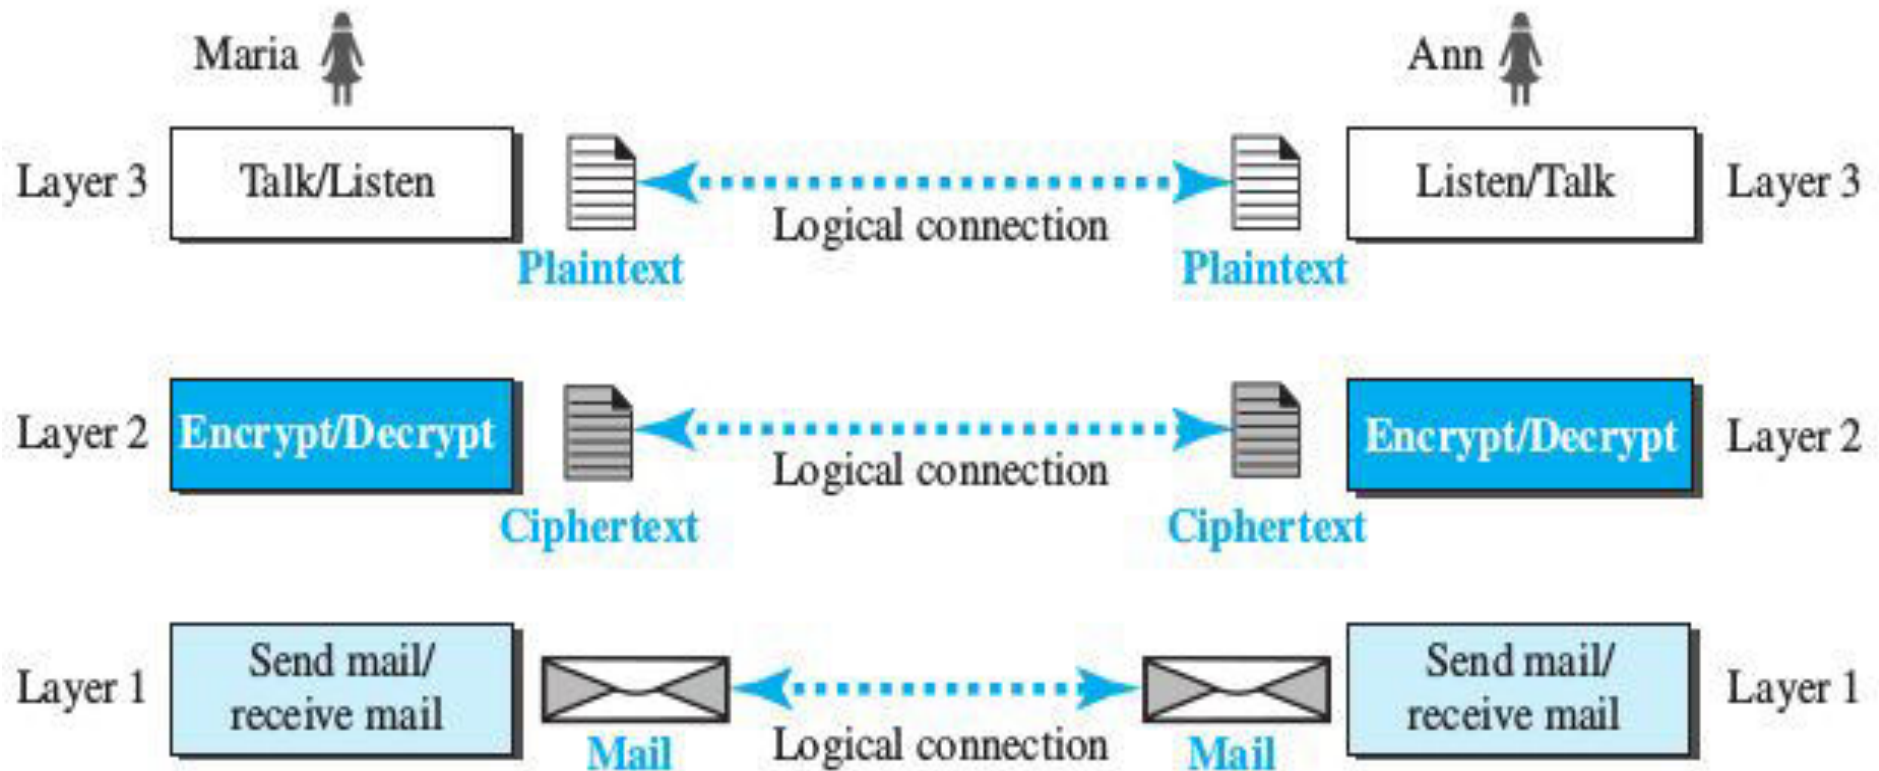 Maria
Ann
Layer 3
Talk/Listen
Logical connection
Listen/Talk
Layer 3
Plaintext
Plaintext
Layer 2
Encrypt/Decrypt
Logical connection
Encrypt/Decrypt
Layer 2
Ciphertext
Ciphertext
Layer 1
Send mail/
receive mail
Mail
Logical connection
Mail
Send mail/
receive mail
Layer 1